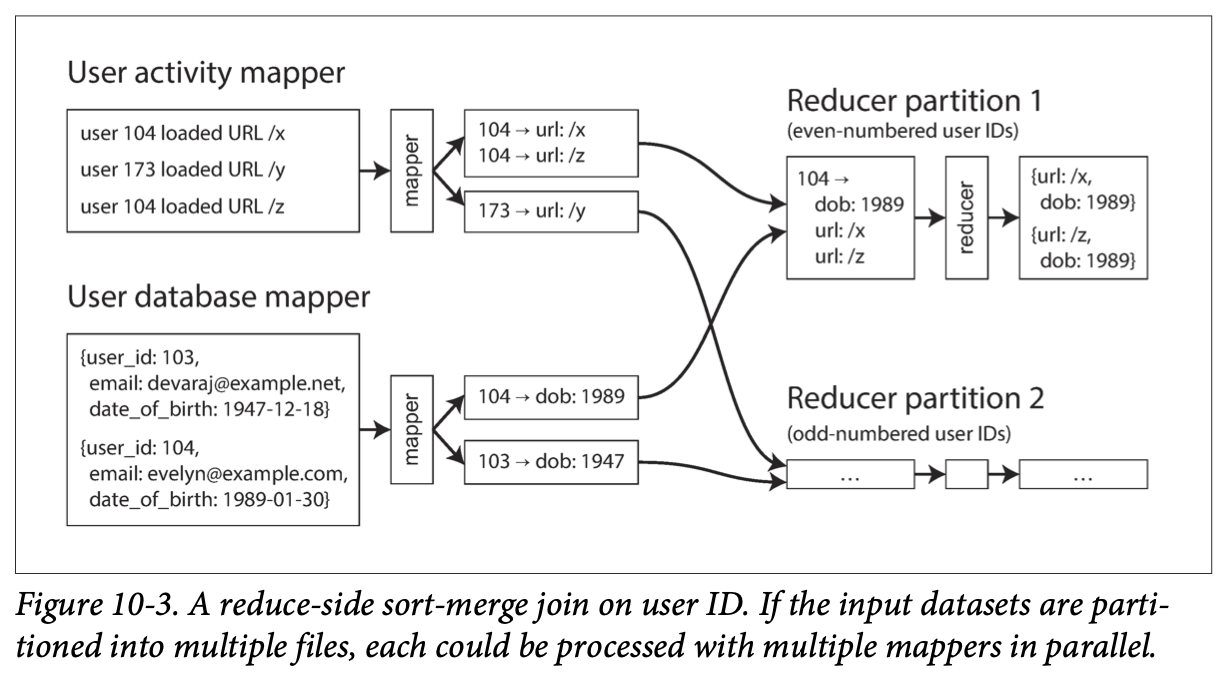 User activity mapper
user 104 loaded URL /x
user 173 loaded URL /y
user 104 loaded URL /z
mapper
104 → url: /x
104 → url: /z
173 → url: /y
User database mapper
{user_id: 103,
email: devaraj@example.net,
date_of_birth: 1947-12-18}
{user_id: 104,
email: evelyn@example.com,
date_of_birth: 1989-01-30}
mapper
104 → dob: 1989
103 → dob: 1947
Reducer partition 1
(even-numbered user IDs)
104 →
dob: 1989
url: /x
url: /z
reducer
{url: /x,
dob: 1989}
{url: /z,
dob: 1989}
Reducer partition 2
(odd-numbered user IDs)
...
...
Figure 10-3. A reduce-side sort-merge join on user ID. If the input datasets are parti-
tioned into multiple files, each could be processed with multiple mappers in parallel.